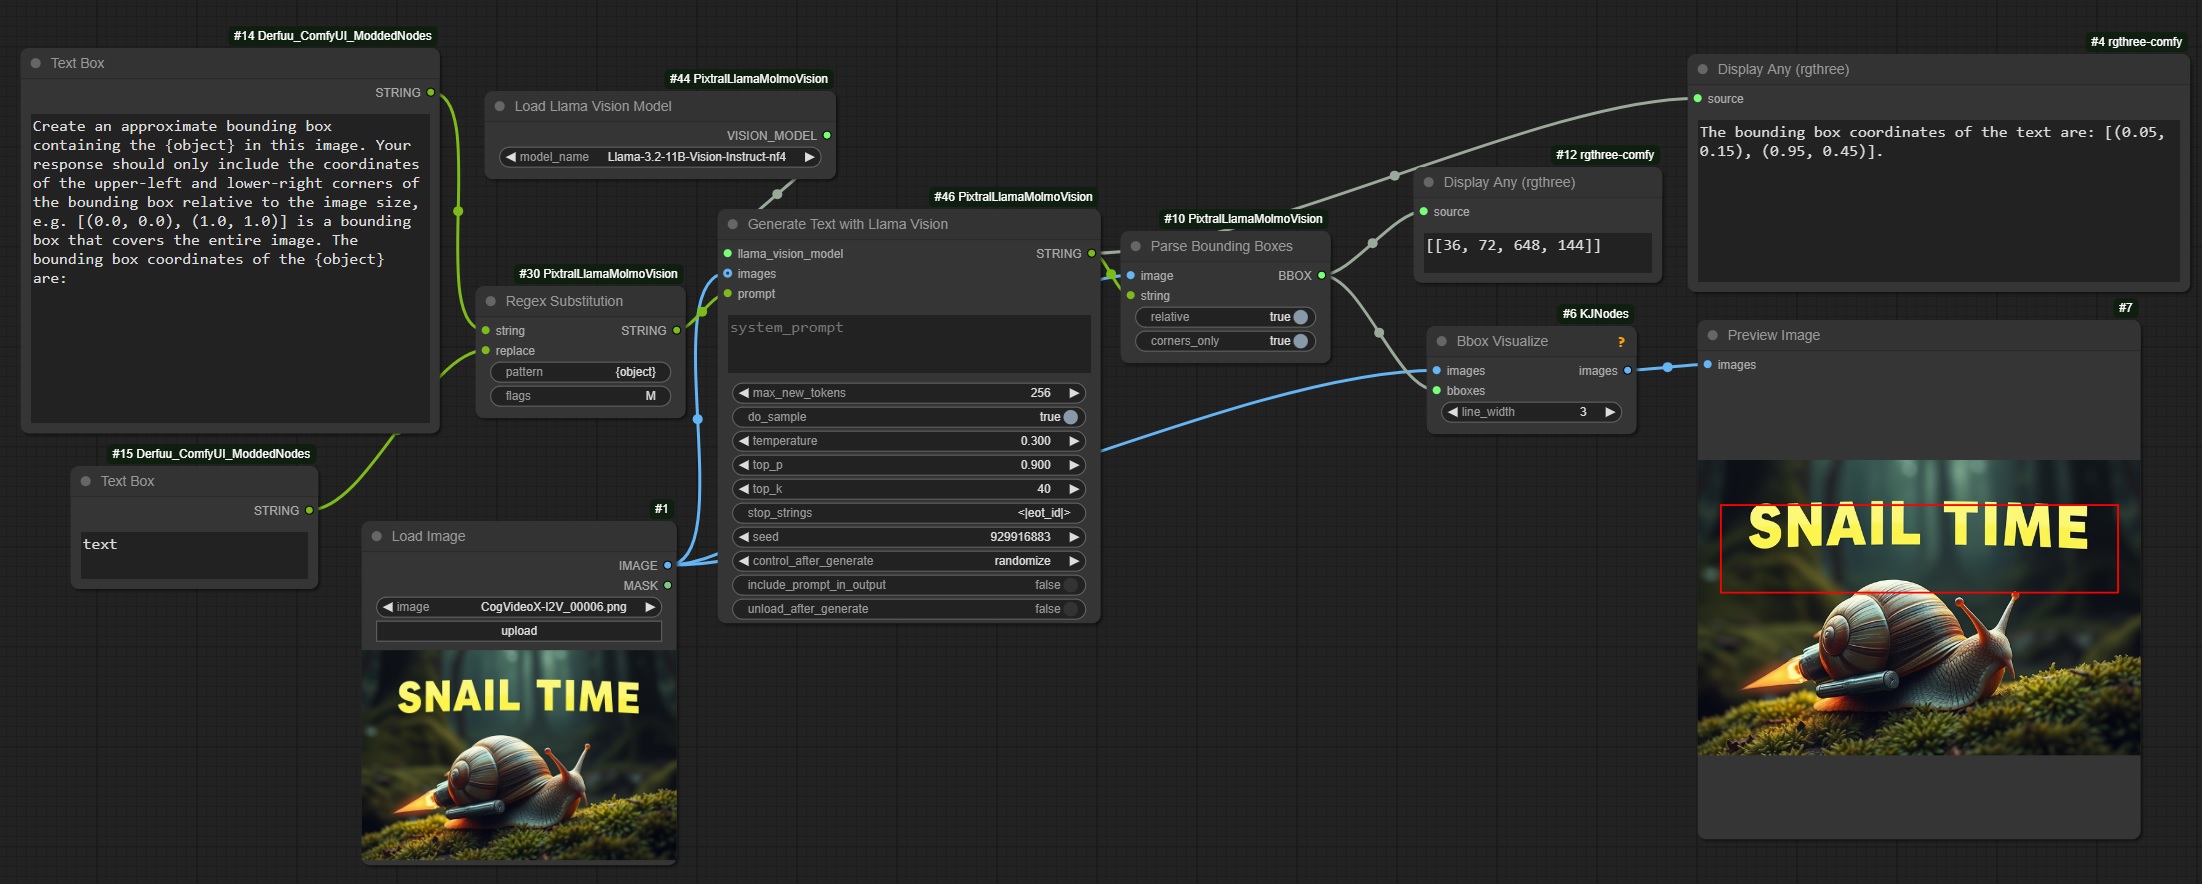 #14 Derfuu_ComfyUI_ModdedNodes
Text Box
STRING
Create an approximate bounding box
containing the {object} in this image. Your
response should only include the coordinates
of the upper-left and lower-right corners of
the bounding box relative to the image size,
e.g. [(0.0, 0.0), (1.0, 1.0)] is a bounding
box that covers the entire image. The
bounding box coordinates of the {object}
are:
#15 Derfuu_ComfyUI_ModdedNodes
Text Box
STRING
text
#44 PixtralLlamaMolmoVision
Load Llama Vision Model
VISION_MODEL
model_name Llama-3.2-11B-Vision-Instruct-nf4
#30 PixtralLlamaMolmoVision
Regex Substitution
string STRING
replace
pattern {object}
flags M
#1
Load Image
IMAGE
MASK
image CogVideoX-I2V_00006.png
upload
SNAIL TIME
#46 PixtralLlamaMolmoVision
Generate Text with Llama Vision
llama_vision_model STRING
images
prompt
system_prompt
max_new_tokens 256
do_sample true
temperature 0.300
top_p 0.900
top_k 40
stop_strings <|eot_id|>
seed 929916883
control_after_generate randomize
include_prompt_in_output false
unload_after_generate false
#10 PixtralLlamaMolmoVision
Parse Bounding Boxes
image BBOX
string
relative true
corners_only true
#12 rgthree-comfy
Display Any (rgthree)
source
[[36, 72, 648, 144]]
#6 KJNodes
Bbox Visualize ?
images images
bboxes
line_width 3
#4 rgthree-comfy
Display Any (rgthree)
source
The bounding box coordinates of the text are: [(0.05,
0.15), (0.95, 0.45)].
#7
Preview Image
images
SNAIL TIME